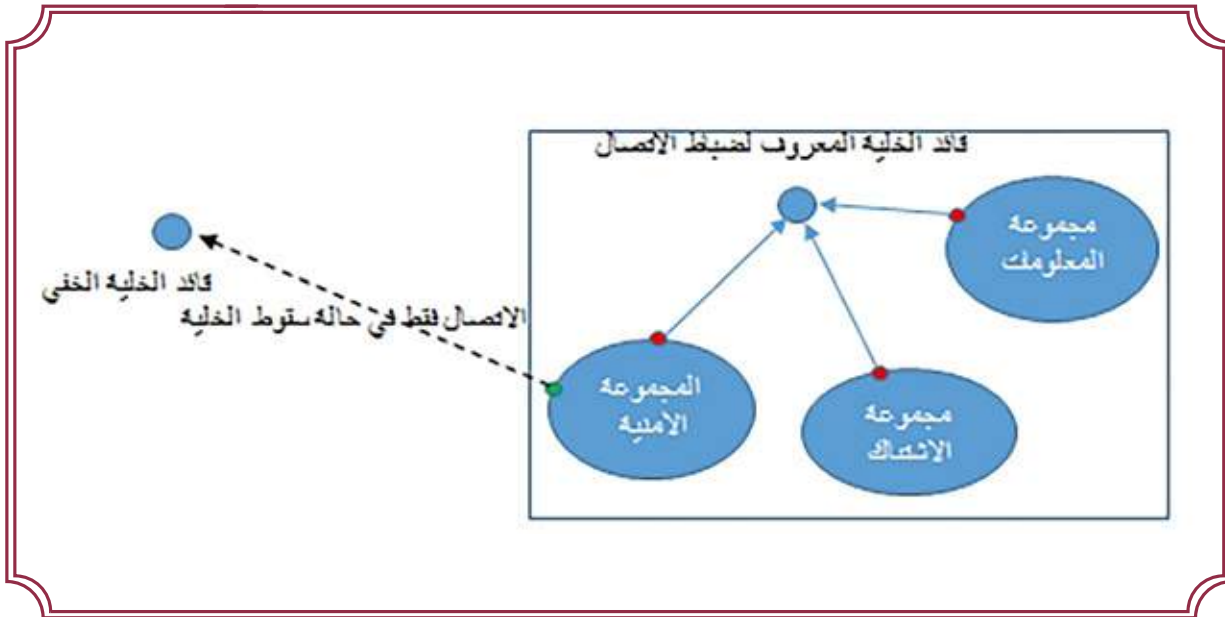 قائد الخلية المعروف لضباط الاتصال
مجموعة
المعلومات
قائد الخلية الخفي
الاتصال فقط في حالة سقوط الخلية
المجموعة
الأمنية
مجموعة
الاشتباك